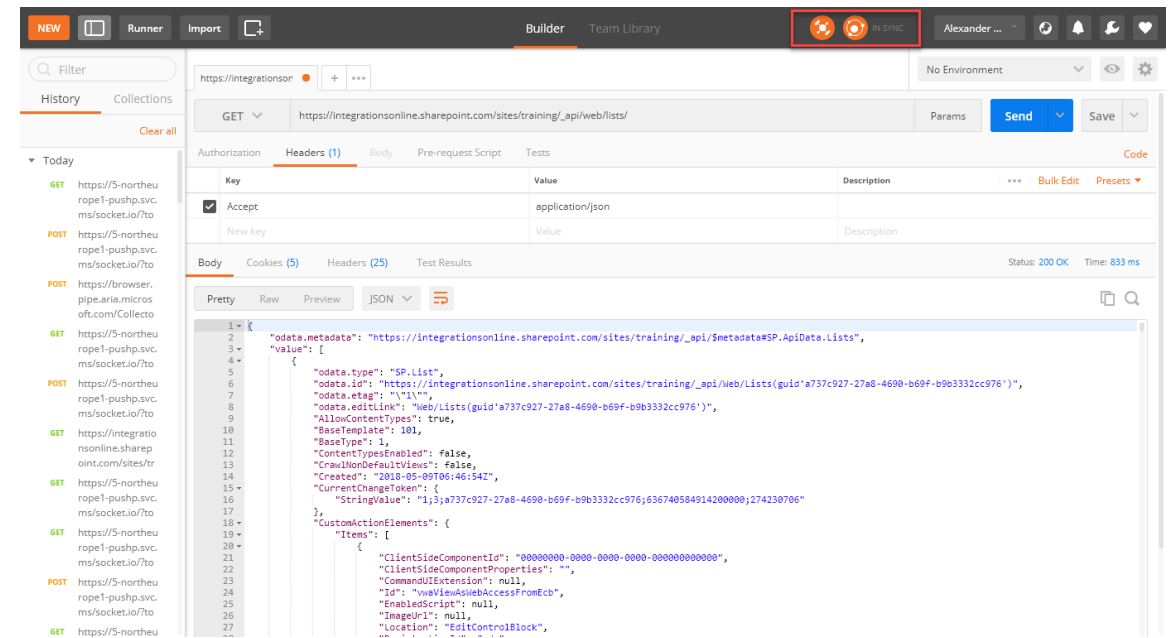 NEW Runner Import Builder Team Library IN SYNC Alexander ...
Filter
https://integrationsor + ••• No Environment
History Collections
GET https://integrationsonline.sharepoint.com/sites/training/_api/web/lists/ Params Send Save
Clear all
Authorization Headers (1) Body Pre-request Script Tests Code
Today
Key Value Description ••• Bulk Edit Presets
Accept application/json
New key Value Description
Body Cookies (5) Headers (25) Test Results Status: 200 OK Time: 833 ms
Pretty Raw Preview JSON
GET https://5-northeu
rope1-pushp.svc.
ms/socket.io/?to
POST https://5-northeu
rope1-pushp.svc.
ms/socket.io/?to
POST https://browser.
pipe.aria.micros
oft.com/Collecto
GET https://5-northeu
rope1-pushp.svc.
ms/socket.io/?to
POST https://5-northeu
rope1-pushp.svc.
ms/socket.io/?to
GET https://integratio
nsonline.sharep
oint.com/sites/tr
GET https://5-northeu
rope1-pushp.svc.
ms/socket.io/?to
GET https://5-northeu
rope1-pushp.svc.
ms/socket.io/?to
POST https://5-northeu
rope1-pushp.svc.
ms/socket.io/?to
GET https://5-northeu
1 {
2 "odata.metadata": "https://integrationsonline.sharepoint.com/sites/training/_api/$metadata#SP.ApiData.Lists",
3 "value": [
4 {
5 "odata.type": "SP.List",
6 "odata.id": "https://integrationsonline.sharepoint.com/sites/training/_api/Web/Lists(guid'a737c927-27a8-4690-b69f-b9b3332cc976')",
7 "odata.etag": "\"1\"",
8 "odata.editLink": "Web/Lists(guid'a737c927-27a8-4690-b69f-b9b3332cc976')",
9 "AllowContentTypes": true,
10 "BaseTemplate": 101,
11 "BaseType": 1,
12 "ContentTypesEnabled": false,
13 "CrawlNonDefaultViews": false,
14 "Created": "2018-05-09T06:46:54Z",
15 "CurrentChangeToken": {
16 "StringValue": "1;3;a737c927-27a8-4690-b69f-b9b3332cc976;636740584914200000;274230706"
17 },
18 "CustomActionElements": {
19 "Items": [
20 {
21 "ClientSideComponentId": "00000000-0000-0000-0000-000000000000",
22 "ClientSideComponentProperties": "",
23 "CommandUIExtension": null,
24 "Id": "vwaViewAsWebAccessFromEcb",
25 "EnabledScript": null,
26 "ImageUrl": null,
27 "Location": "EditControlBlock",